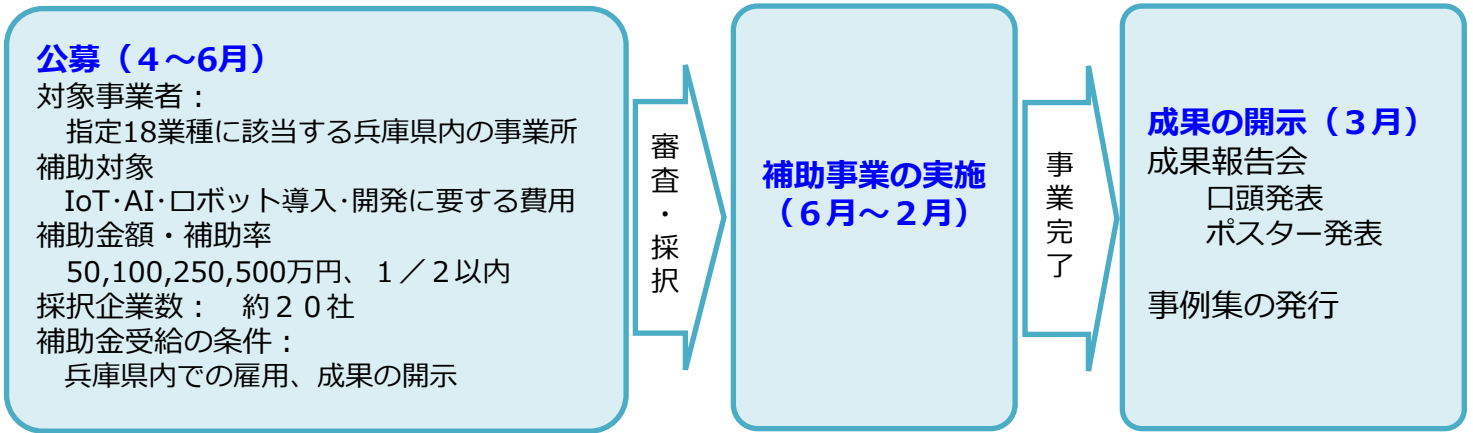 公募（４～6月）
対象事業者：
指定18業種に該当する兵庫県内の事業所
補助対象
IoT･AI･ロボット導入･開発に要する費用
補助金額・補助率
50,100,250,500万円、１／２以内
採択企業数：　約２０社
補助金受給の条件：
兵庫県内での雇用、成果の開示
審査・採択
補助事業の実施
（６月～２月）
事業完了
成果の開示（３月）
成果報告会
口頭発表
ポスター発表
事例集の発行